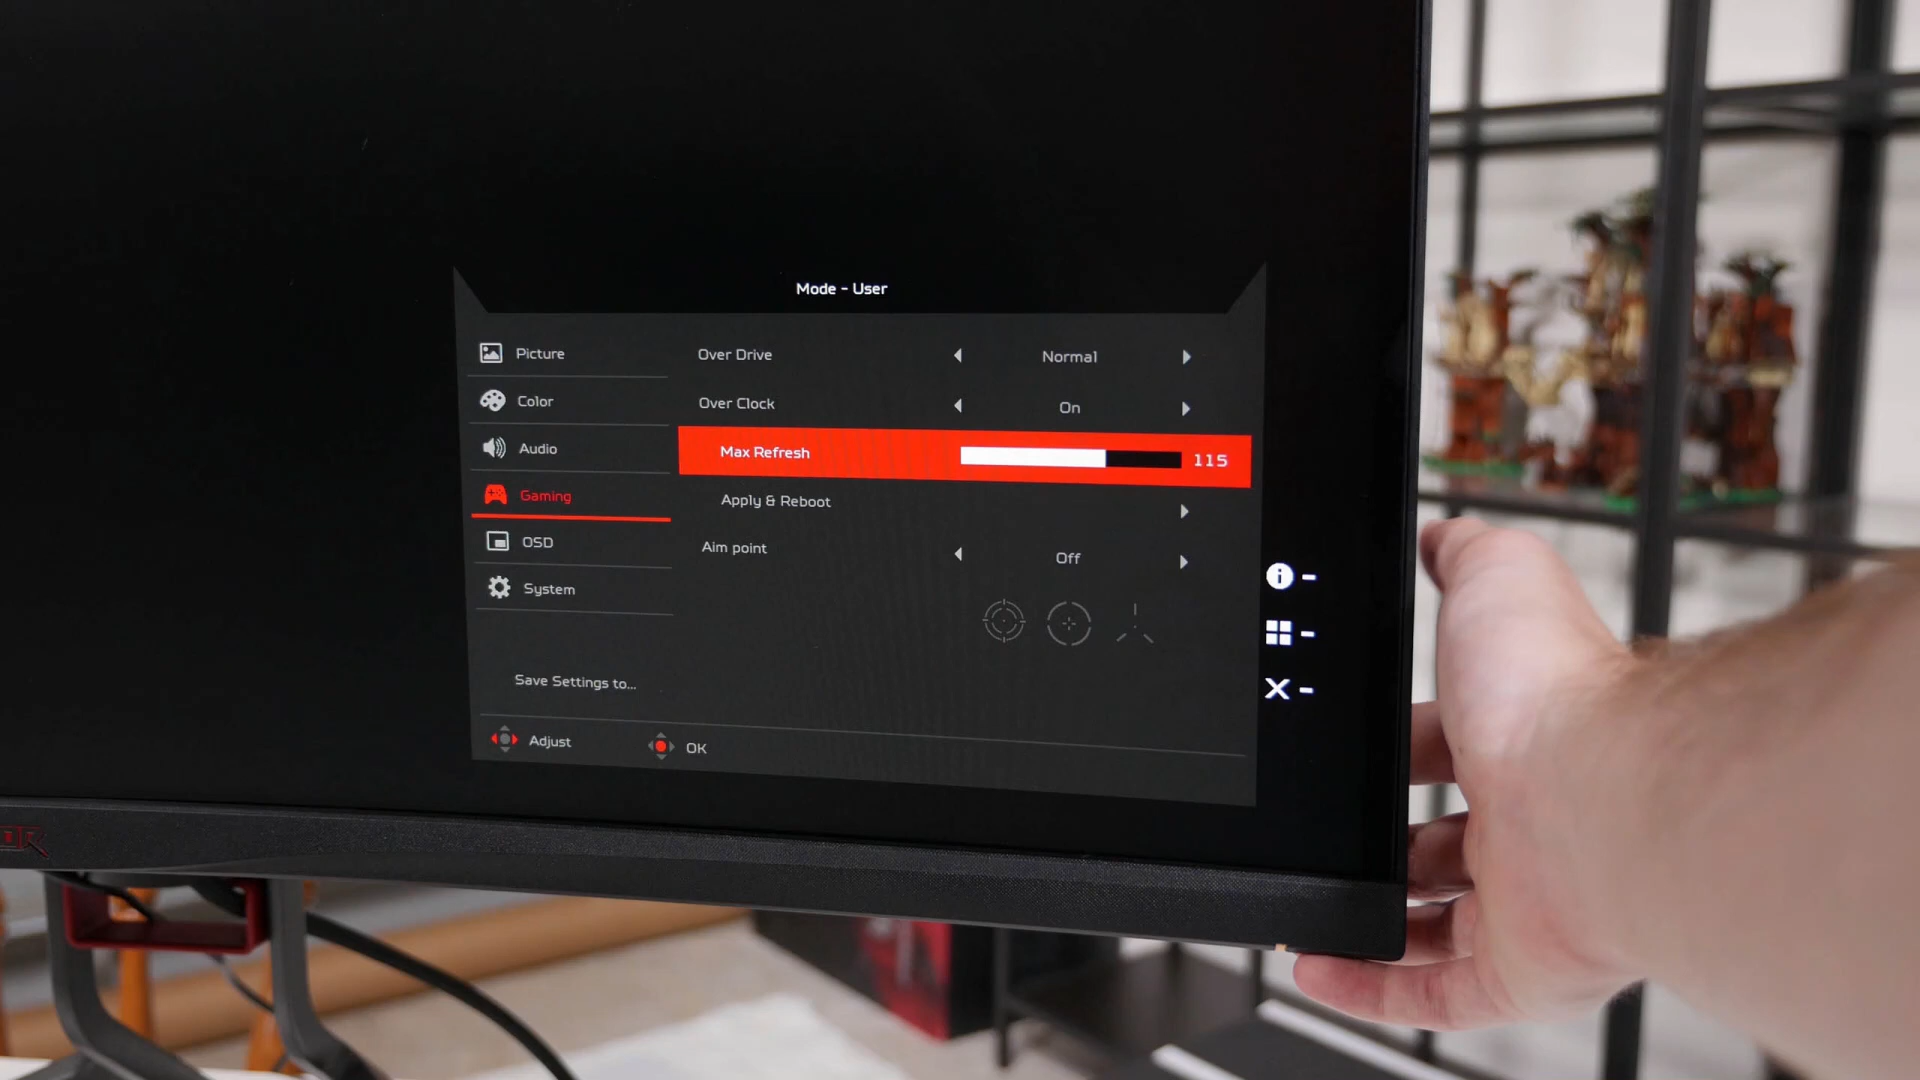 Mode - User
Picture
Over Drive Normal
Color
Over Clock On
Audio
Max Refresh 115
Gaming
Apply & Reboot
OSD
Aim point Off
System
Save Settings to...
Adjust OK